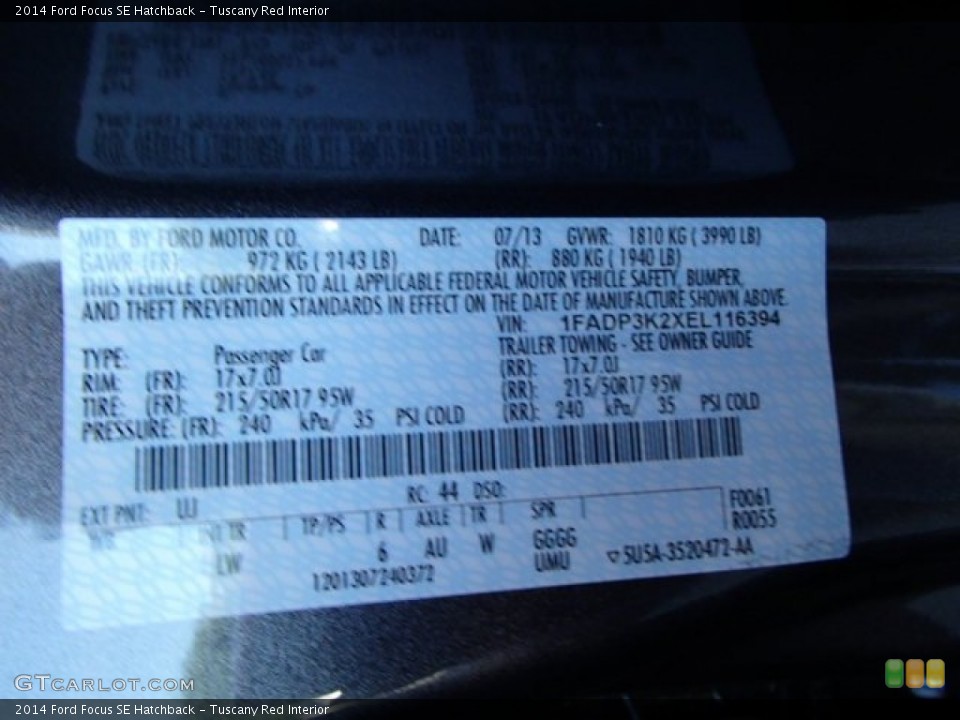 2014 Ford Focus SE Hatchback - Tuscany Red Interior
MFD. BY FORD MOTOR CO. DATE: 07/13 GVWR: 1810 KG ( 3990 LB)
GAWR (FR): 972 KG ( 2143 LB) (RR): 880 KG ( 1940 LB)
THIS VEHICLE CONFORMS TO ALL APPLICABLE FEDERAL MOTOR VEHICLE SAFETY, BUMPER,
AND THEFT PREVENTION STANDARDS IN EFFECT ON THE DATE OF MANUFACTURE SHOWN ABOVE.
VIN: 1FADP3K2XEL116394
TYPE: Passenger Car TRAILER TOWING - SEE OWNER GUIDE
RIM: (FR): 17x7.0J (RR): 17x7.0J
TIRE: (FR): 215/50R17 95W (RR): 215/50R17 95W
PRESSURE: (FR): 240 kPa/ 35 PSI COLD (RR): 240 kPa/ 35 PSI COLD
RC: 44 DSO:
EXT PNT: UJ F0061
WB INT TR TP/PS R AXLE TR SPR R0055
LW 6 AU W GGGG
1201307240372 UMU ▽ 5U5A-3520472-AA
GTCARLOT.COM
2014 Ford Focus SE Hatchback - Tuscany Red Interior